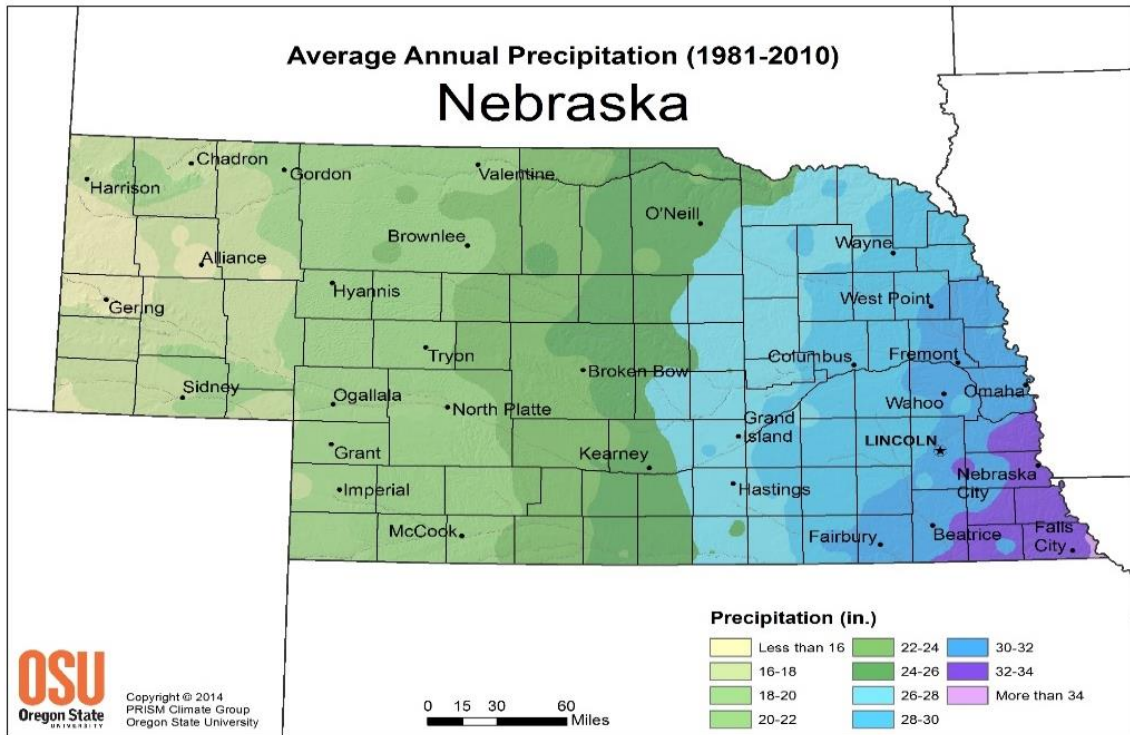 Average Annual Precipitation (1981-2010)
Nebraska
Chadron
Gordon
Valentine
Harrison
O'Neill
Brownlee
Wayne
Alliance
Hyannis
Gering
West Point
Tryon
Columbus
Fremont
Broken Bow
Sidney
Ogallala
North Platte
Wahoo
Omaha
Grand
Island
LINCOLN
Grant
Kearney
Nebraska
City
Imperial
Hastings
McCook
Fairbury
Beatrice
Falls
City
Precipitation (in.)
Less than 16
16-18
18-20
20-22
22-24
24-26
26-28
28-30
30-32
32-34
More than 34
OSU
Oregon State
UNIVERSITY
Copyright © 2014
PRISM Climate Group
Oregon State University
0 15 30 60
Miles